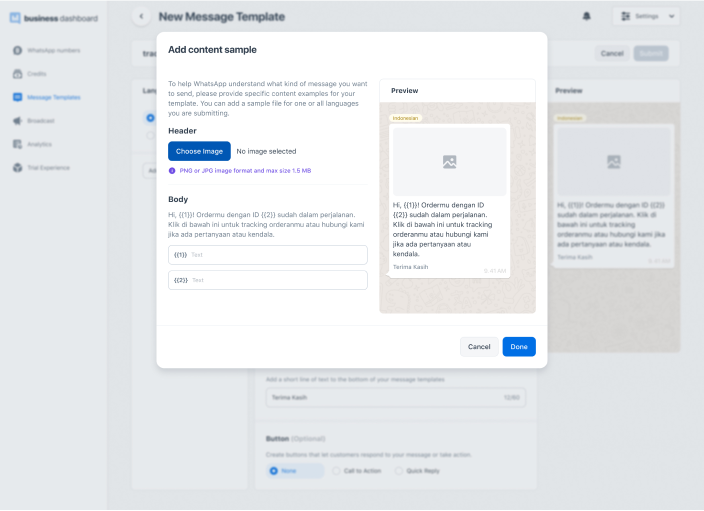 business dashboard
New Message Template
Settings
WhatsApp numbers
Credits
Message Templates
Broadcast
Analytics
Trial Experience
Cancel
Submit
Preview
Indonesian
Add content sample
To help WhatsApp understand what kind of message you want
to send, please provide specific content examples for your
template. You can add a sample file for one or all languages
you are submitting.
Header
Choose Image
No image selected
PNG or JPG image format and max size 1.5 MB
Body
Hi, {{1}}! Ordermu dengan ID {{2}} sudah dalam perjalanan.
Klik di bawah ini untuk tracking orderanmu atau hubungi kami
jika ada pertanyaan atau kendala.
{{1}} Text
{{2}} Text
Preview
Indonesian
Hi, {{1}}! Ordermu dengan ID
{{2}} sudah dalam perjalanan.
Klik di bawah ini untuk tracking
orderanmu atau hubungi kami
jika ada pertanyaan atau
kendala.
Terima Kasih
Cancel
Done
Hi, {{1}}! Ordermu dengan ID {{2}}
sudah dalam perjalanan. Klik di
bawah ini untuk tracking
orderanmu atau hubungi kami jika
ada pertanyaan atau kendala.
Terima Kasih
Add a short line of text to the bottom of your message templates
Terima Kasih
12/60
Button (Optional)
Create buttons that let customers respond to your message or take action.
None
Call to Action
Quick Reply